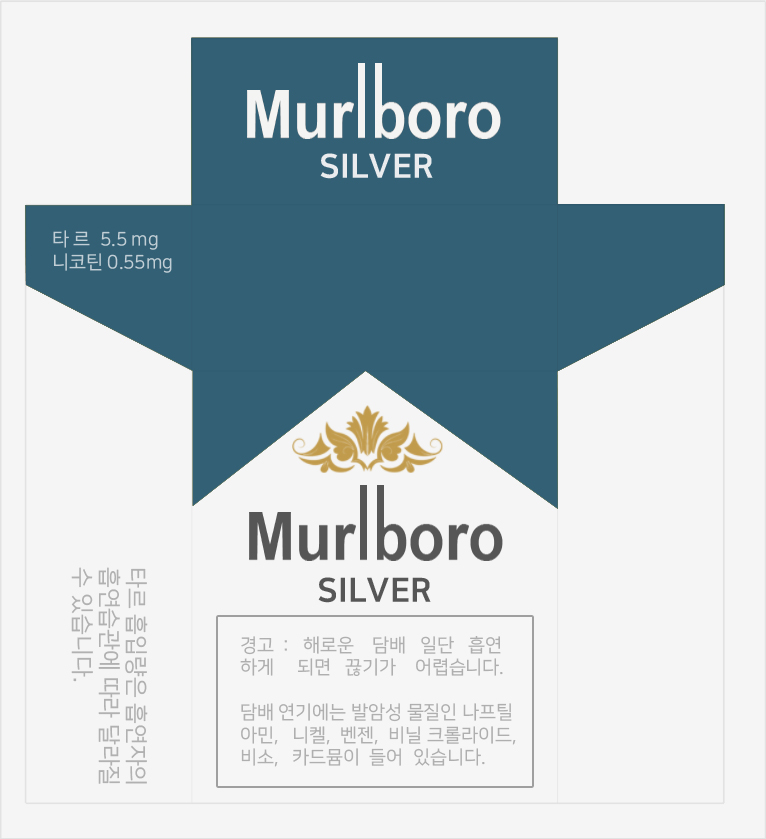 Murlboro
SILVER
타르 5.5mg
니코틴 0.55mg
Murlboro
SILVER
경고 : 해로운 담배 일단 흡연
하게 되면 끊기가 어렵습니다.
담배 연기에는 발암성 물질인 나프틸
아민, 니켈, 벤젠, 비닐 크롤라이드,
비소, 카드뮴이 들어 있습니다.
타르 흡입량은 흡연자의
흡연습관에 따라 달라질
수 있습니다.